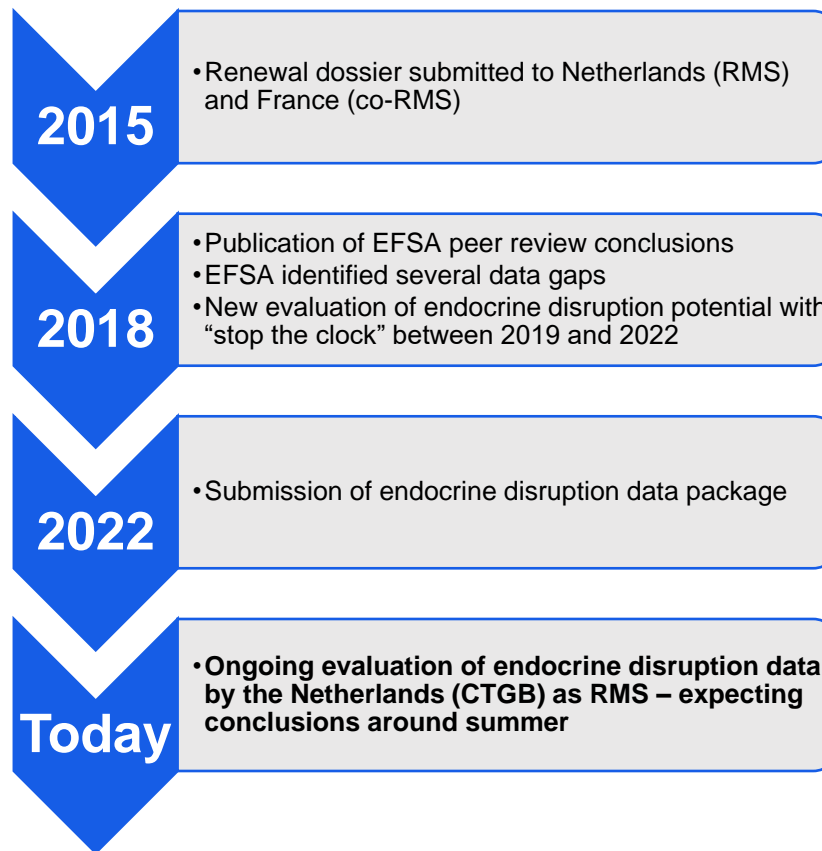 2015
•Renewal dossier submitted to Netherlands (RMS)
and France (co-RMS)
2018
•Publication of EFSA peer review conclusions
•EFSA identified several data gaps
•New evaluation of endocrine disruption potential with
“stop the clock” between 2019 and 2022
2022
•Submission of endocrine disruption data package
Today
•Ongoing evaluation of endocrine disruption data
by the Netherlands (CTGB) as RMS – expecting
conclusions around summer